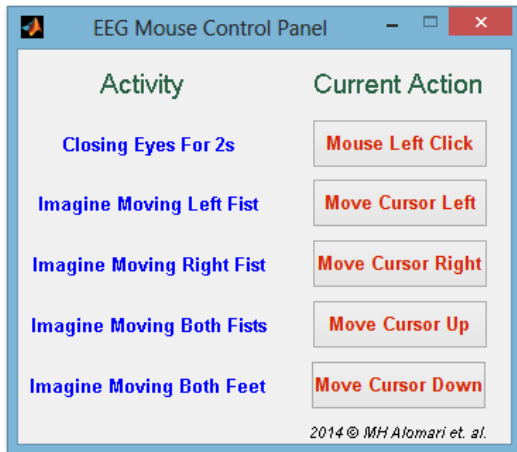 EEG Mouse Control Panel
Activity Current Action
Closing Eyes For 2s Mouse Left Click
Imagine Moving Left Fist Move Cursor Left
Imagine Moving Right Fist Move Cursor Right
Imagine Moving Both Fists Move Cursor Up
Imagine Moving Both Feet Move Cursor Down
2014 © MH Alomari et. al.